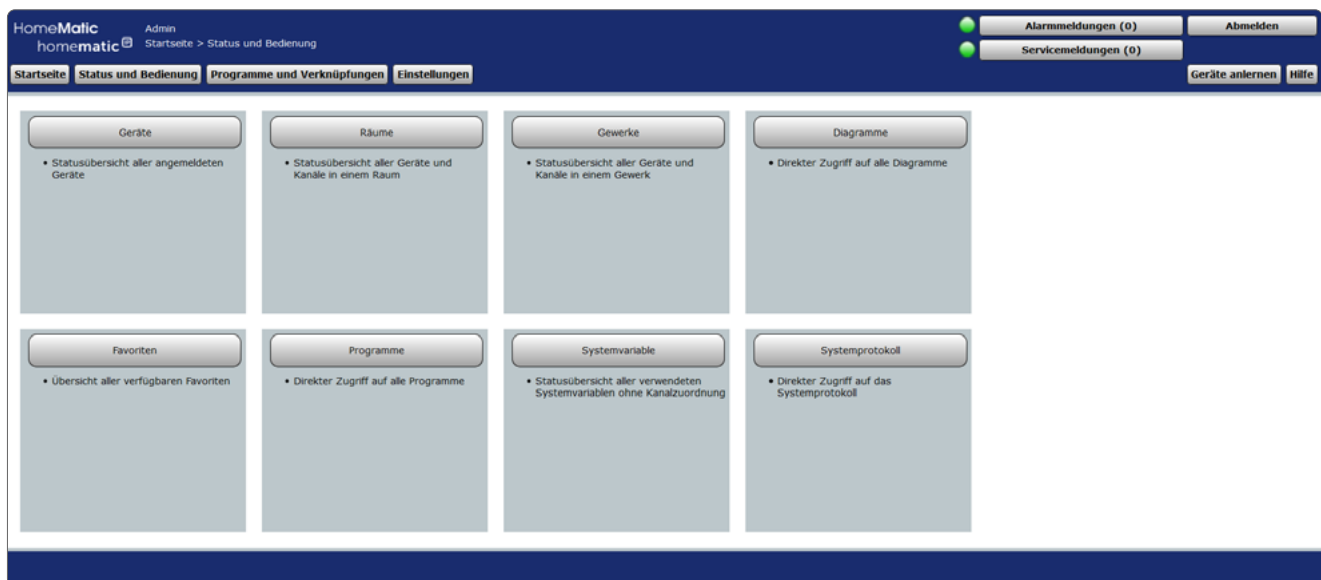 HomeMatic
Admin
homematic IP
Startseite > Status und Bedienung
Alarmmeldungen (0)
Abmelden
Servicemeldungen (0)
Startseite
Status und Bedienung
Programme und Verknüpfungen
Einstellungen
Geräte anlernen
Hilfe
Geräte
• Statusübersicht aller angemeldeten
Geräte
Räume
• Statusübersicht aller Geräte und
Kanäle in einem Raum
Gewerke
• Statusübersicht aller Geräte und
Kanäle in einem Gewerk
Diagramme
• Direkter Zugriff auf alle Diagramme
Favoriten
• Übersicht aller verfügbaren Favoriten
Programme
• Direkter Zugriff auf alle Programme
Systemvariable
• Statusübersicht aller verwendeten
Systemvariablen ohne Kanalzuordnung
Systemprotokoll
• Direkter Zugriff auf das
Systemprotokoll